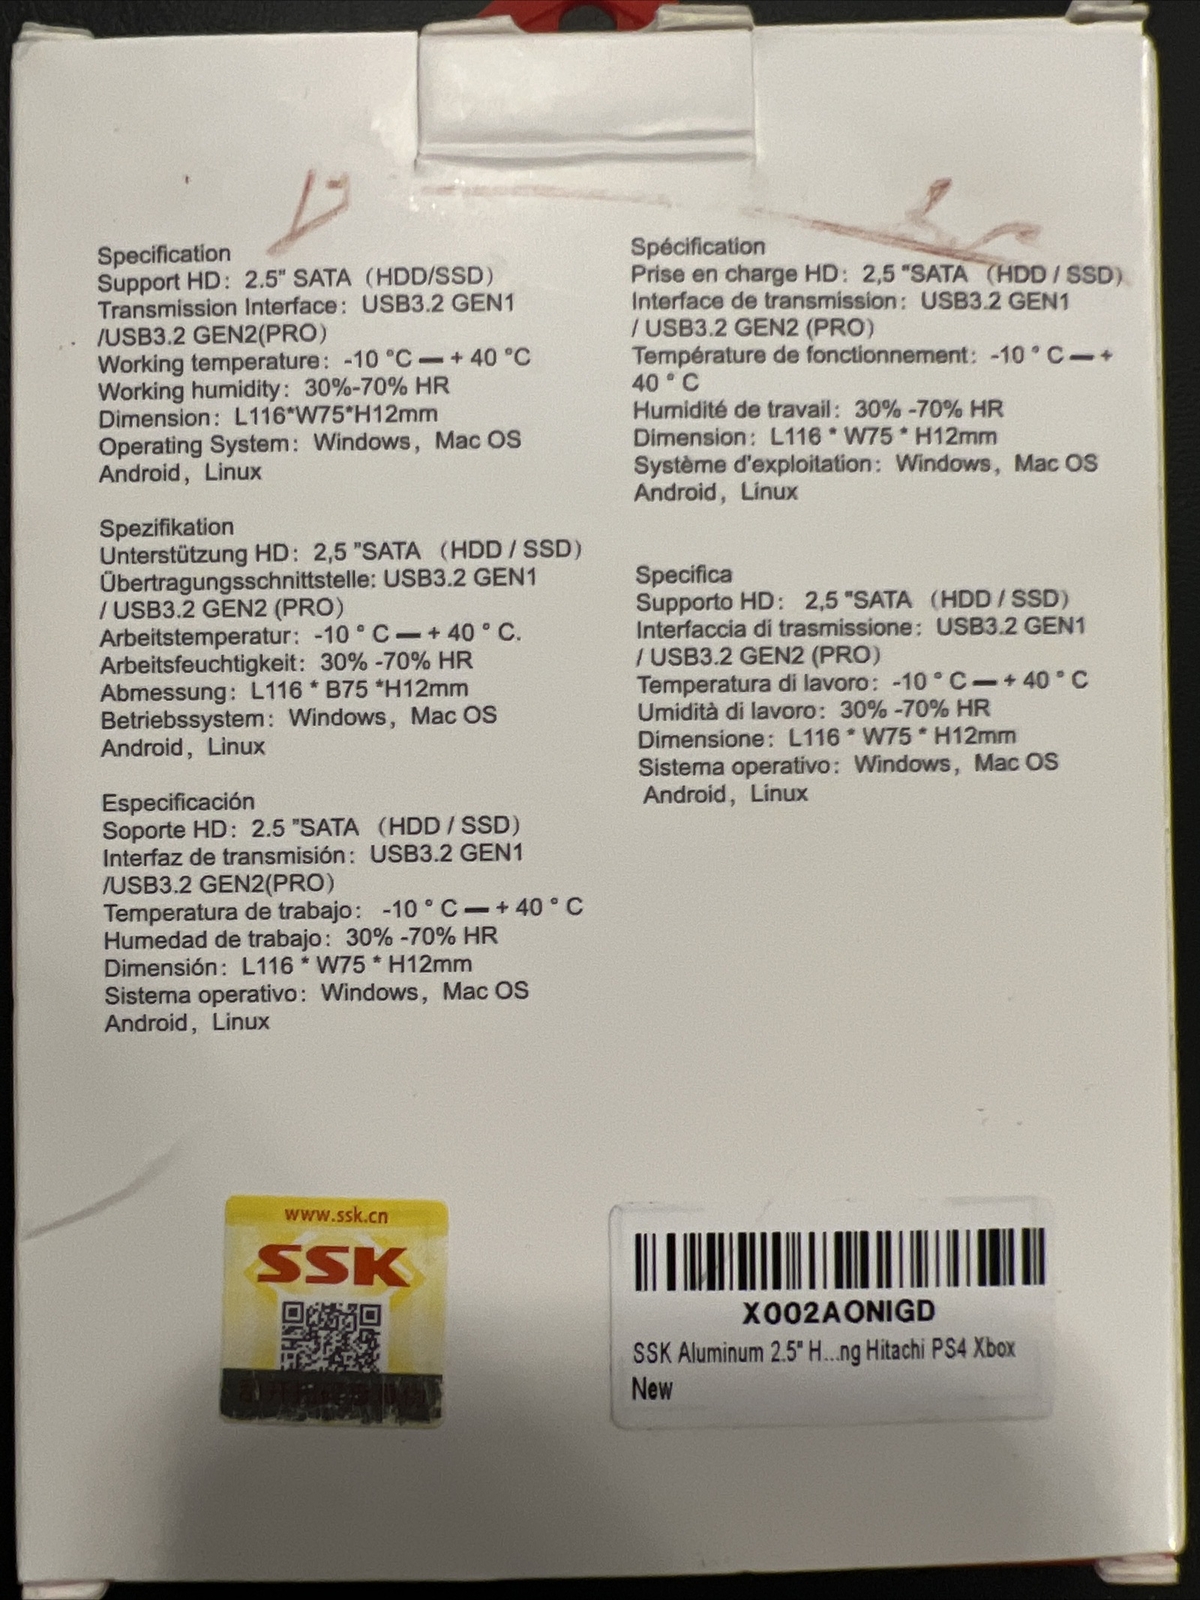 Specification
Support HD： 2.5" SATA（HDD/SSD）
Transmission Interface： USB3.2 GEN1
/USB3.2 GEN2(PRO）
Working temperature： -10 °C — + 40 °C
Working humidity： 30%-70% HR
Dimension： L116*W75*H12mm
Operating System： Windows，Mac OS
Android，Linux
Spezifikation
Unterstützung HD： 2,5 "SATA （HDD / SSD）
Übertragungsschnittstelle: USB3.2 GEN1
/ USB3.2 GEN2 (PRO）
Arbeitstemperatur： -10 ° C — + 40 ° C.
Arbeitsfeuchtigkeit： 30% -70% HR
Abmessung： L116 * B75 *H12mm
Betriebssystem： Windows，Mac OS
Android，Linux
Especificación
Soporte HD： 2.5 "SATA （HDD / SSD）
Interfaz de transmisión： USB3.2 GEN1
/USB3.2 GEN2(PRO）
Temperatura de trabajo： -10 ° C — + 40 ° C
Humedad de trabajo： 30% -70% HR
Dimensión： L116 * W75 * H12mm
Sistema operativo： Windows，Mac OS
Android，Linux
Spécification
Prise en charge HD： 2,5 "SATA （HDD / SSD）
Interface de transmission： USB3.2 GEN1
/ USB3.2 GEN2 (PRO）
Température de fonctionnement： -10 ° C — +
40 ° C
Humidité de travail： 30% -70% HR
Dimension： L116 * W75 * H12mm
Système d'exploitation： Windows，Mac OS
Android，Linux
Specifica
Supporto HD： 2,5 "SATA （HDD / SSD）
Interfaccia di trasmissione： USB3.2 GEN1
/ USB3.2 GEN2 (PRO）
Temperatura di lavoro： -10 ° C — + 40 ° C
Umidità di lavoro： 30% -70% HR
Dimensione： L116 * W75 * H12mm
Sistema operativo： Windows，Mac OS
Android，Linux
www.ssk.cn
SSK
X002AONIGD
SSK Aluminum 2.5" H...ng Hitachi PS4 Xbox
New